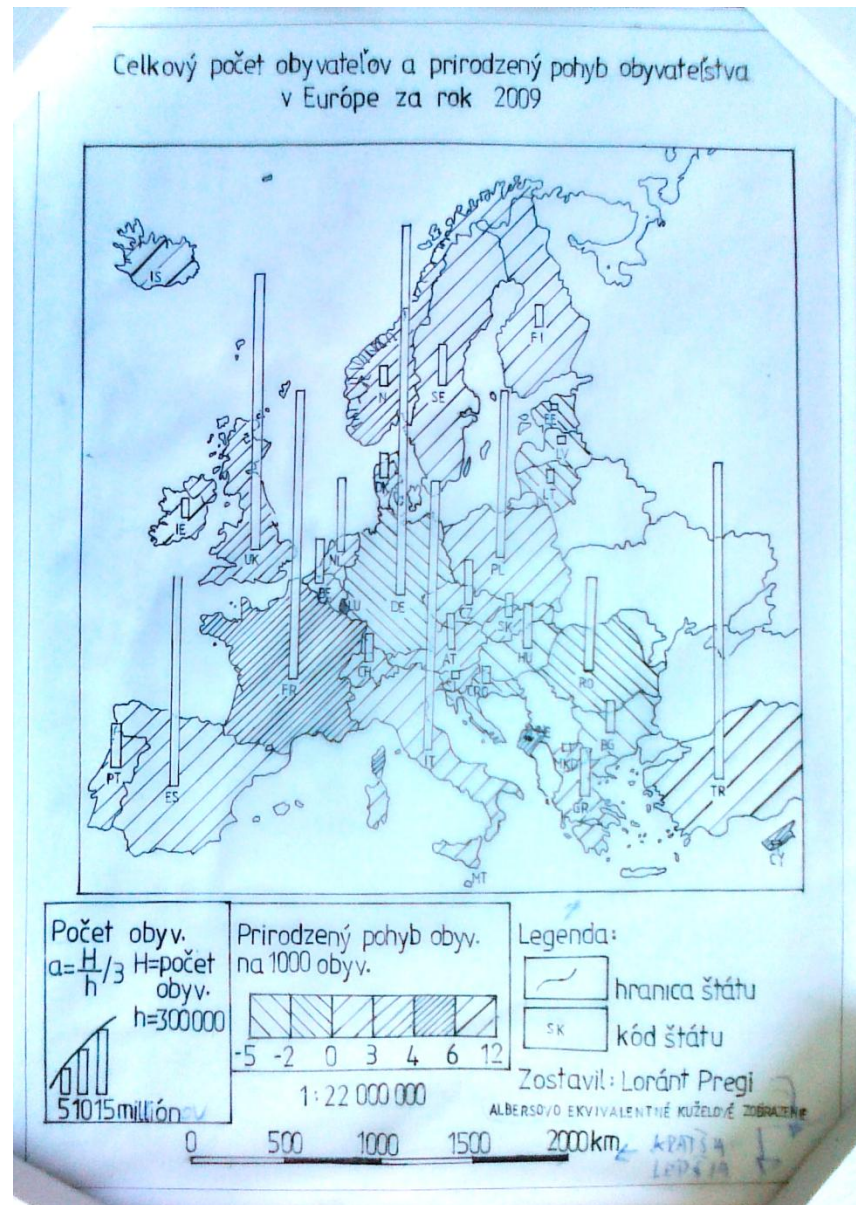 Celkový počet obyvateľov a prirodzený pohyb obyvateľstva
v Európe za rok 2009
IS
FI
N
SE
EE
LV
DK
LT
IE
UK
NL
PL
BE
DE
LU
CZ
SK
AT
HU
CH
FR
SI
CRO
RO
ME
BG
IT
MKD
PT
ES
GR
TR
CY
MT
Počet obyv.
a=H/h/3 H=počet
obyv.
h=300000
51015miliónov
Prirodzený pohyb obyv.
na 1000 obyv.
-5 -2 0 3 4 6 12
1:22 000 000
Legenda:
hranica štátu
SK kód štátu
Zostavil: Loránt Pregi
ALBERSOVO EKVIVALENTNÉ KUŽEĽOVÉ ZOBRAZENIE
0 500 1000 1500 2000km